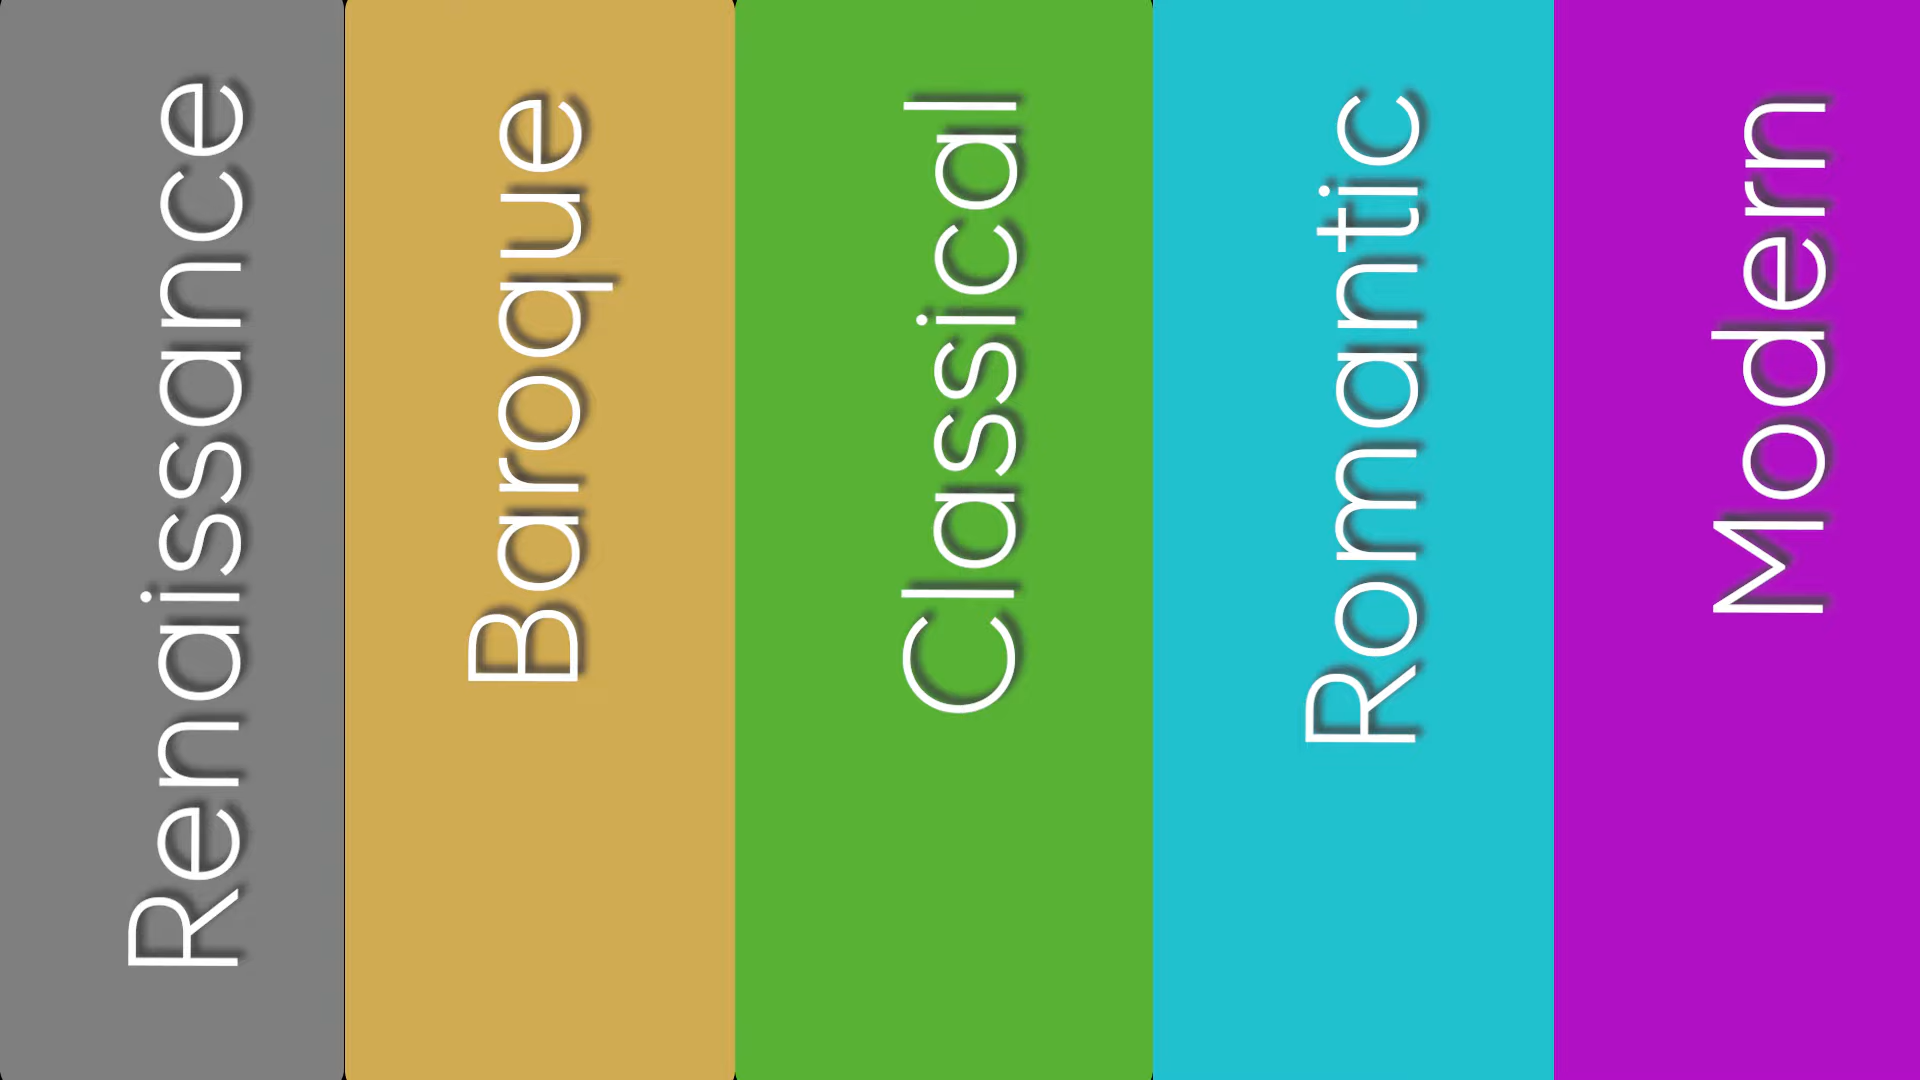 Renaissance
Baroque
Classical
Romantic
Modern